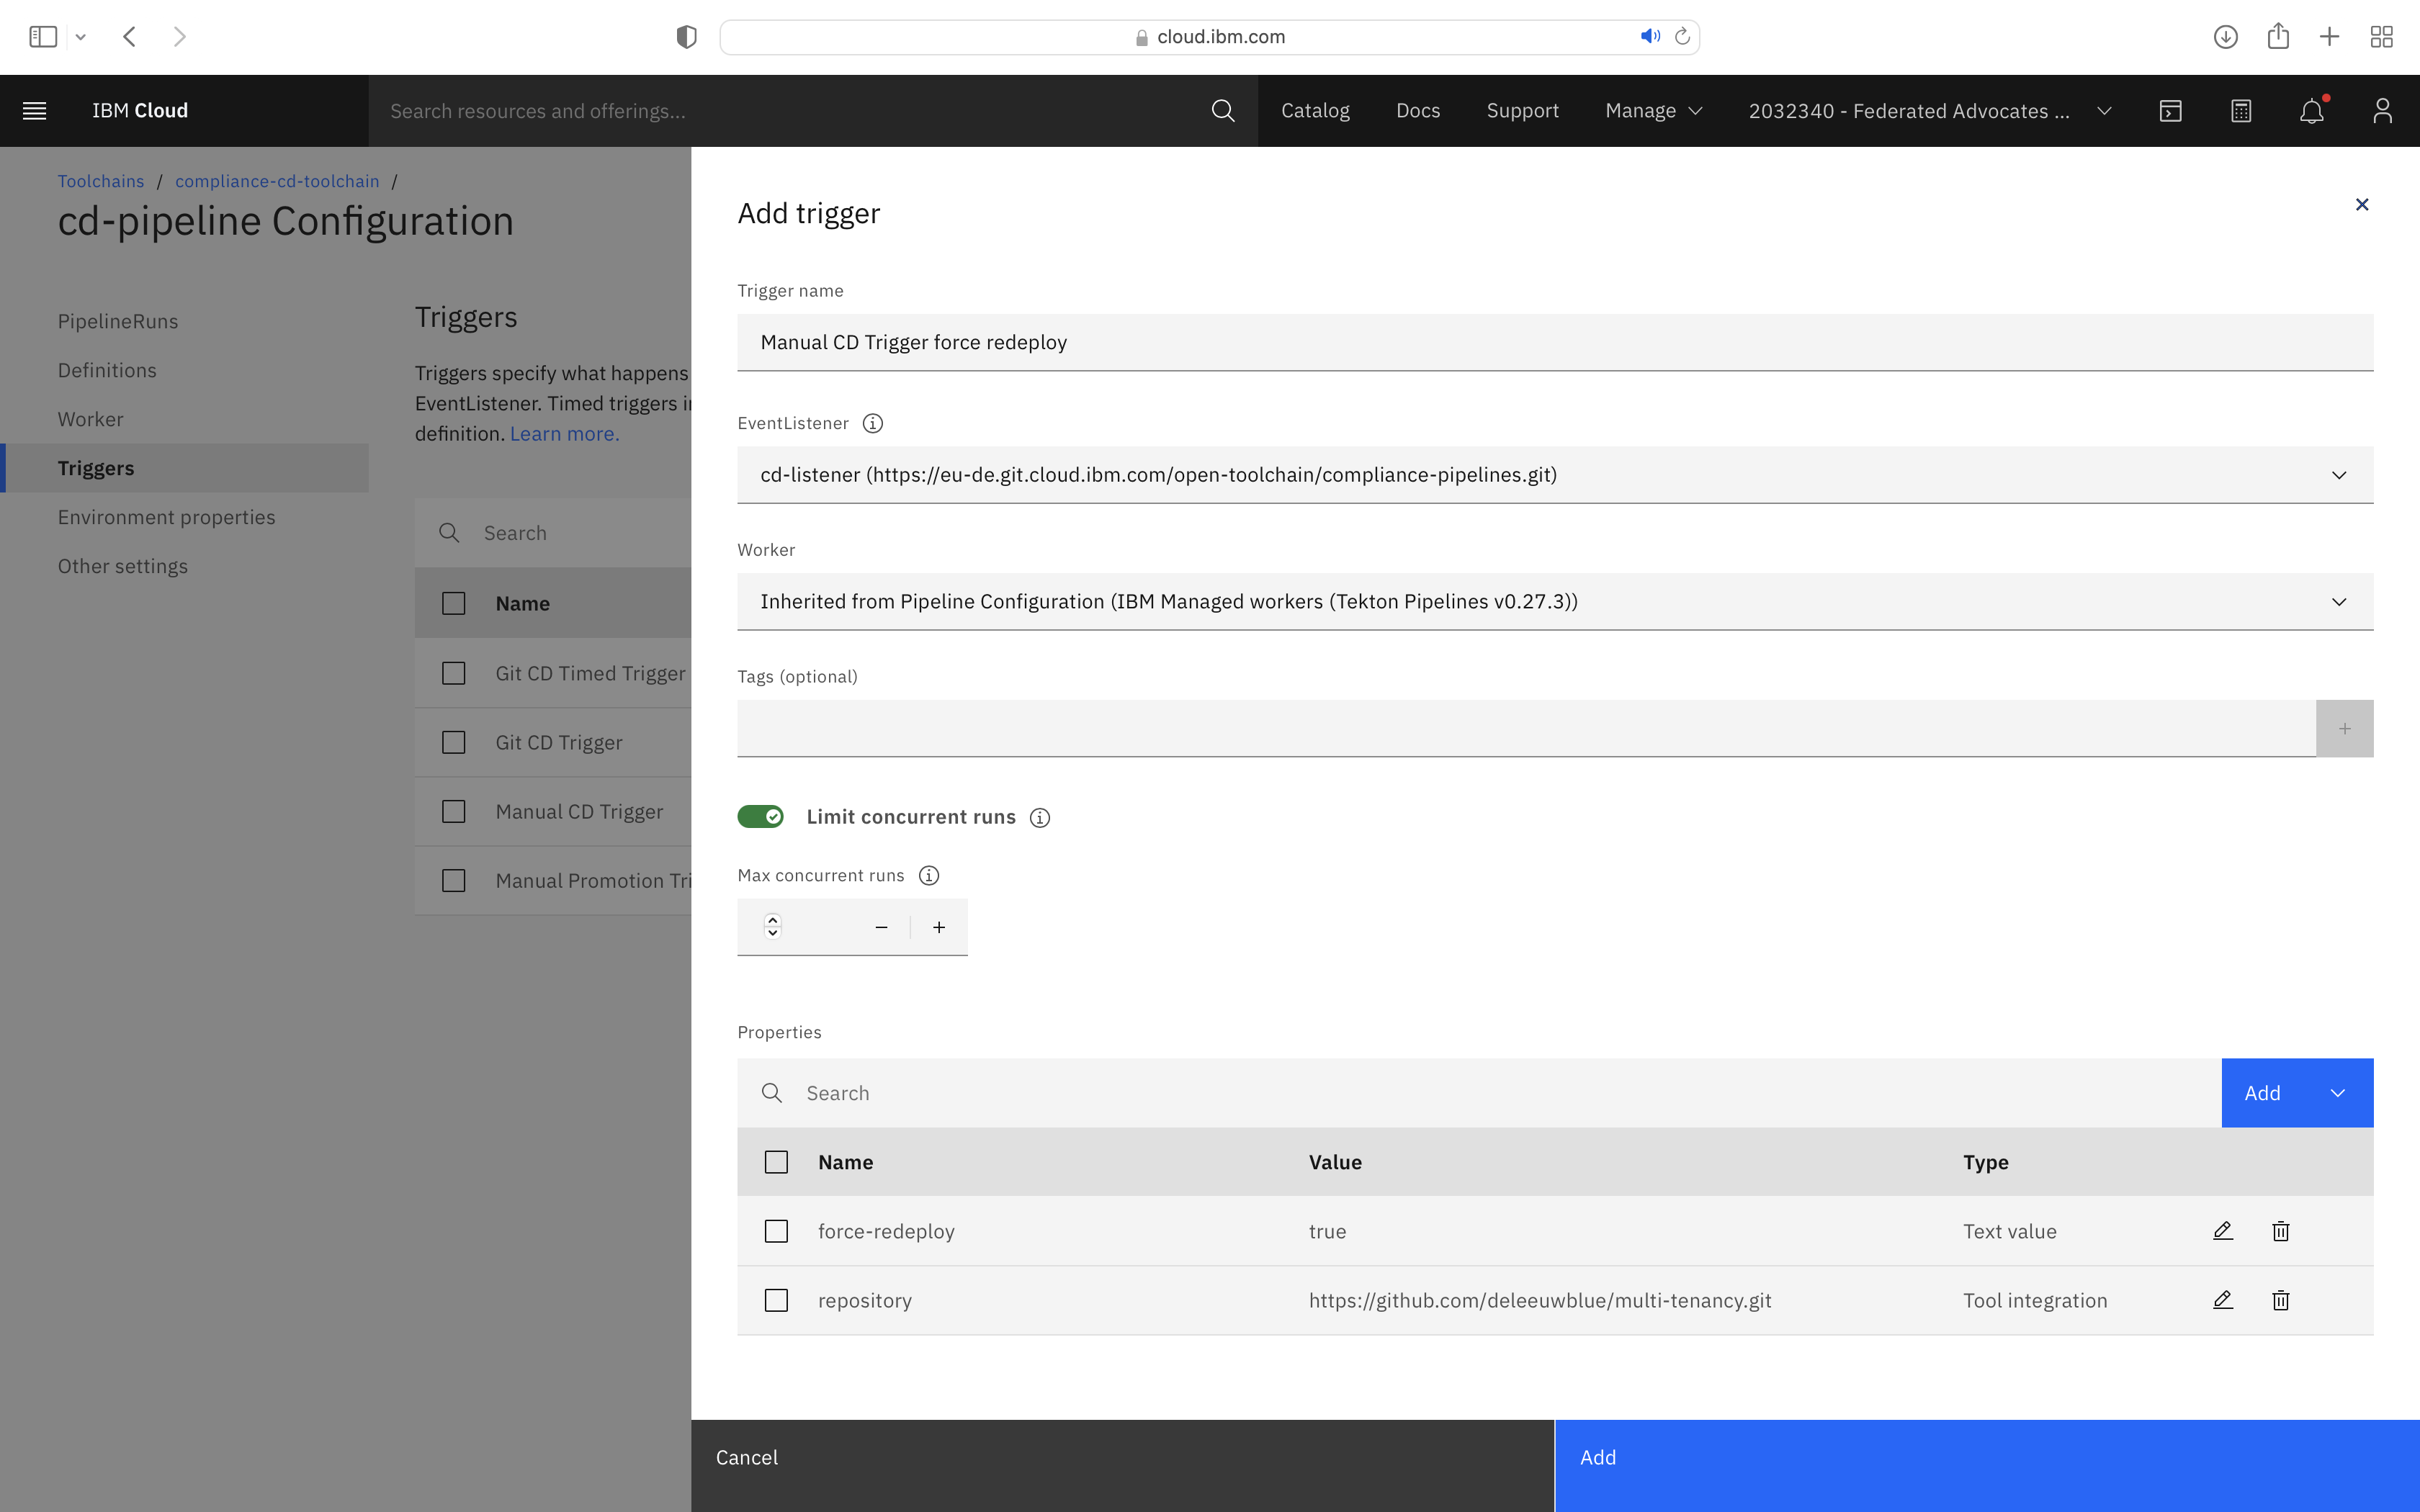 cloud.ibm.com
IBM Cloud
Search resources and offerings...
Catalog
Docs
Support
Manage
2032340 - Federated Advocates ...
Toolchains / compliance-cd-toolchain /
cd-pipeline Configuration
PipelineRuns
Definitions
Worker
Triggers
Environment properties
Other settings
Triggers
Triggers specify what happens
EventListener. Timed triggers i
definition. Learn more.
Search
Name
Git CD Timed Trigger
Git CD Trigger
Manual CD Trigger
Manual Promotion Tri
Add trigger
Trigger name
Manual CD Trigger force redeploy
EventListener
cd-listener (https://eu-de.git.cloud.ibm.com/open-toolchain/compliance-pipelines.git)
Worker
Inherited from Pipeline Configuration (IBM Managed workers (Tekton Pipelines v0.27.3))
Tags (optional)
Limit concurrent runs
Max concurrent runs
Properties
Search
Add
Name Value Type
force-redeploy true Text value
repository https://github.com/deleeuwblue/multi-tenancy.git Tool integration
Cancel
Add